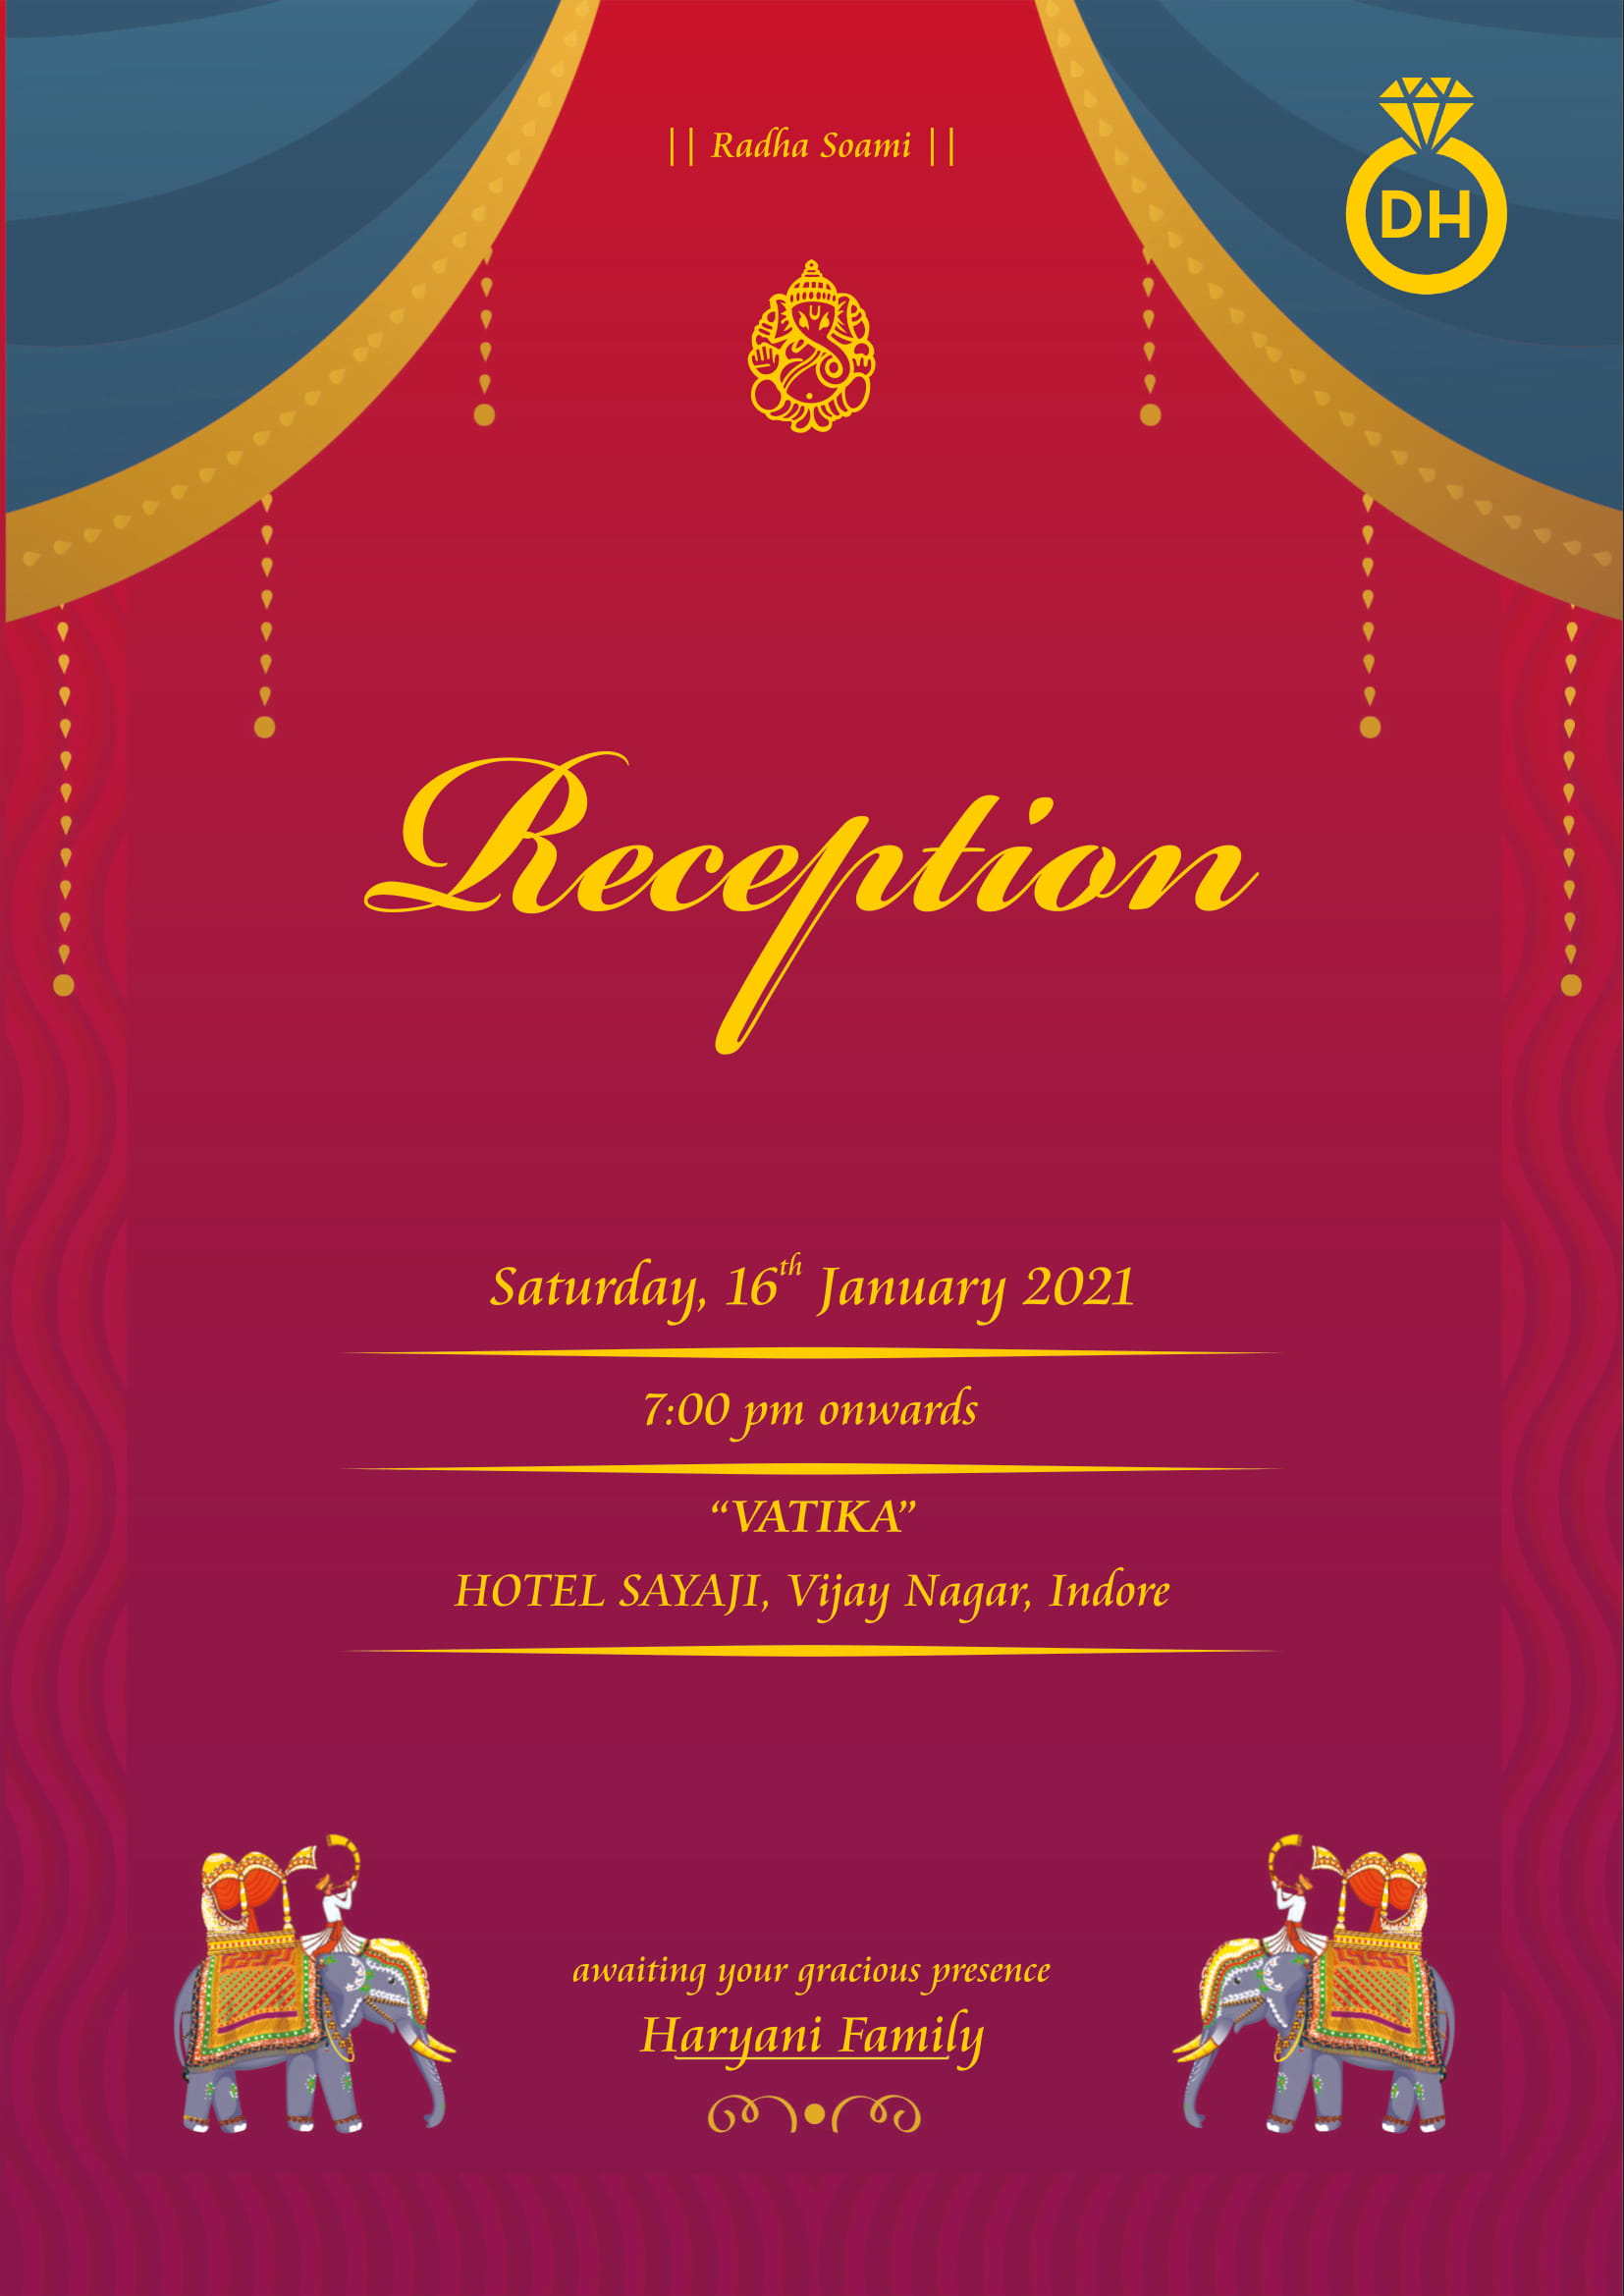 || Radha Soami ||
DH
Reception
Saturday, 16th January 2021
7:00 pm onwards
“VATIKA”
HOTEL SAYAJI, Vijay Nagar, Indore
awaiting your gracious presence
Haryani Family